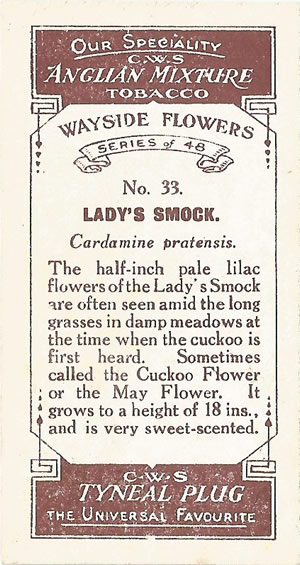 Our Speciality
C.W.S
Anglian Mixture
Tobacco
Wayside Flowers
Series of 48
No. 33.
LADY'S SMOCK.
Cardamine pratensis.
The half-inch pale lilac
flowers of the Lady's Smock
are often seen amid the long
grasses in damp meadows at
the time when the cuckoo is
first heard. Sometimes
called the Cuckoo Flower
or the May Flower. It
grows to a height of 18 ins.,
and is very sweet-scented.
C.W.S
Tyneal Plug
The Universal Favourite